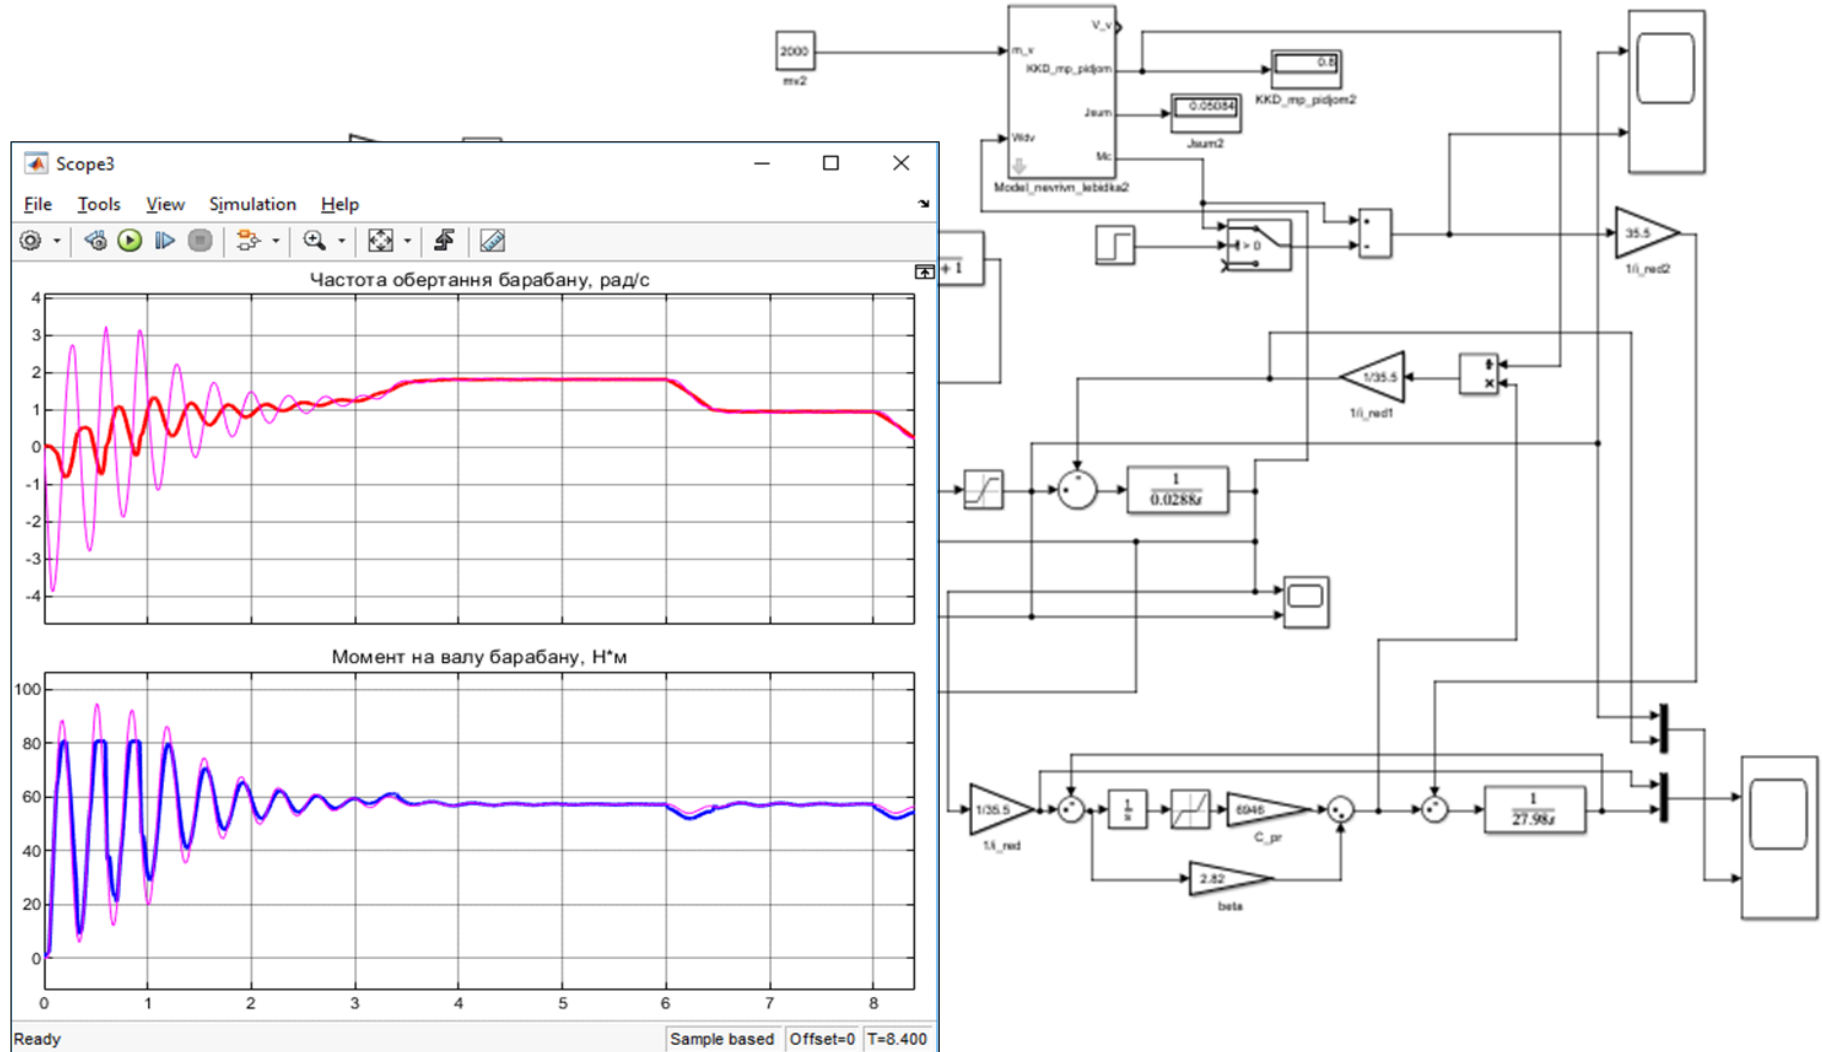 Scope3
File Tools View Simulation Help
Частота обертання барабану, рад/с
4
3
2
1
0
-1
-2
-3
-4
Момент на валу барабану, Н*м
100
80
60
40
20
0
0 1 2 3 4 5 6 7 8
Ready
Sample based Offset=0 T=8.400
2000
mv2
m_v
Wdv
V_v
KKD_mp_pidjom
Jsum
Mc
Model_nevrivn_lebidka2
0.8
KKD_mp_pidjom2
0.05084
Jsum2
+ 1
> 0
+
-
35.5
1/i_red2
1/35.5
1/i_red1
÷
×
1
0.0288s
1/35.5
1/i_red
1
s
6946
C_pr
2.82
beta
1
27.98s